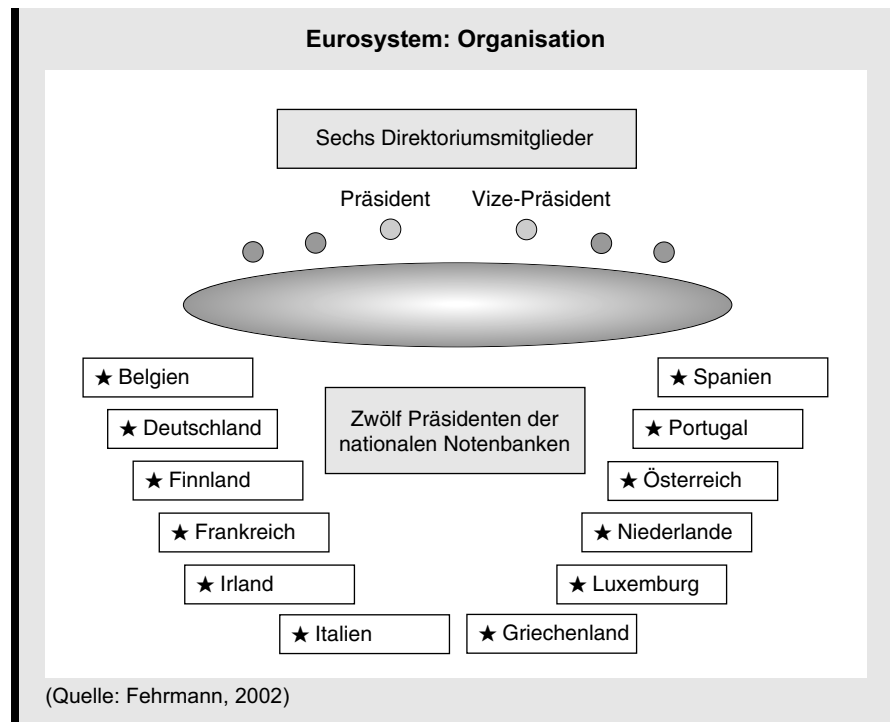 Eurosystem: Organisation
Sechs Direktoriumsmitglieder
Präsident
Vize-Präsident
★ Belgien
★ Spanien
Zwölf Präsidenten der
nationalen Notenbanken
★ Deutschland
★ Portugal
★ Finnland
★ Österreich
★ Frankreich
★ Niederlande
★ Irland
★ Luxemburg
★ Italien
★ Griechenland
(Quelle: Fehrmann, 2002)